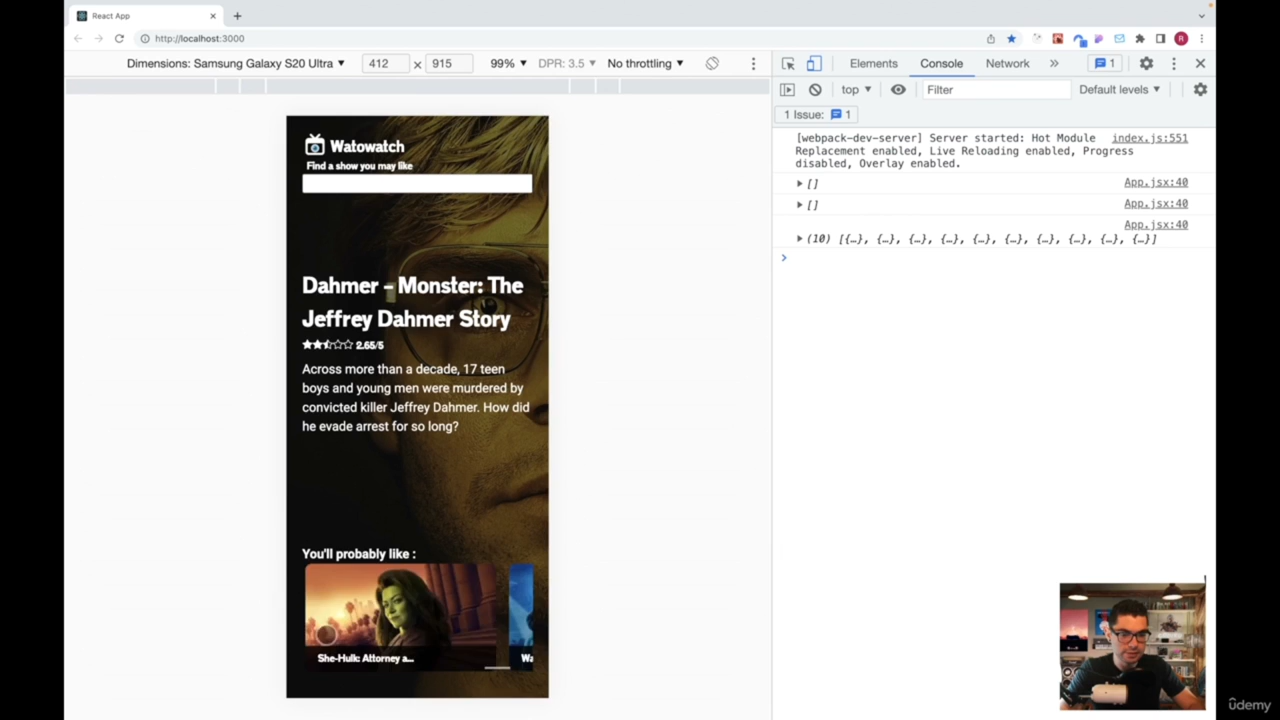 React App
http://localhost:3000
R
Dimensions: Samsung Galaxy S20 Ultra
412 × 915
99%
DPR: 3.5
No throttling
Elements
Console
Network
1
top
Filter
Default levels
1 Issue: 1
[webpack-dev-server] Server started: Hot Module index.js:551
Replacement enabled, Live Reloading enabled, Progress
disabled, Overlay enabled.
[] App.jsx:40
[] App.jsx:40
App.jsx:40
(10) [{…}, {…}, {…}, {…}, {…}, {…}, {…}, {…}, {…}, {…}]
Watowatch
Find a show you may like
Dahmer – Monster: The
Jeffrey Dahmer Story
2.65/5
Across more than a decade, 17 teen
boys and young men were murdered by
convicted killer Jeffrey Dahmer. How did
he evade arrest for so long?
You'll probably like :
She-Hulk: Attorney a...
Wa
ûdemy